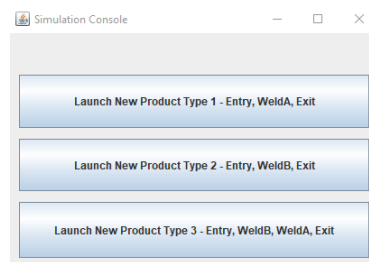 Simulation Console
Launch New Product Type 1 - Entry, WeldA, Exit
Launch New Product Type 2 - Entry, WeldB, Exit
Launch New Product Type 3 - Entry, WeldB, WeldA, Exit